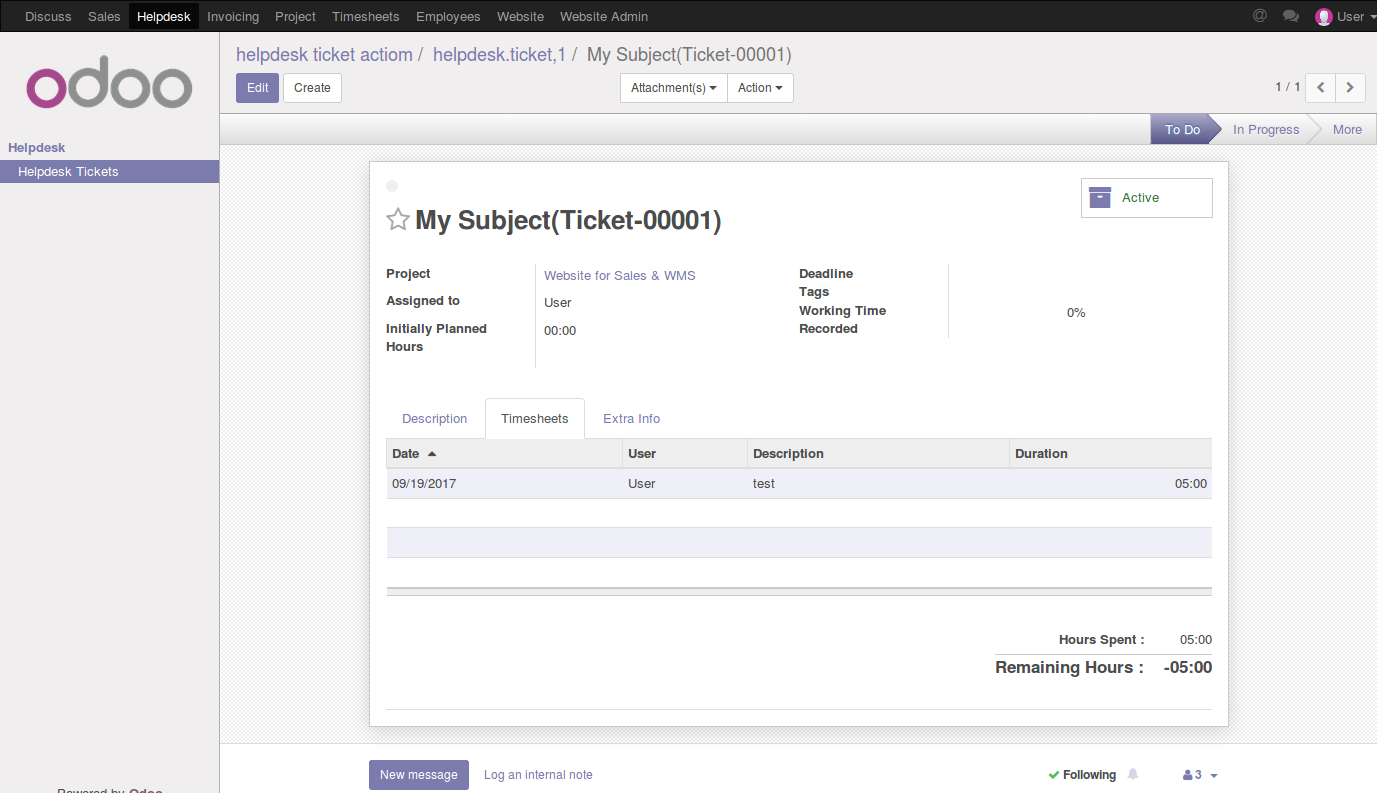 Discuss Sales Helpdesk Invoicing Project Timesheets Employees Website Website Admin @ User
odoo
helpdesk ticket actiom / helpdesk.ticket,1 / My Subject(Ticket-00001)
Edit Create Attachment(s) Action 1 / 1
To Do In Progress More
Helpdesk
Helpdesk Tickets
Active
My Subject(Ticket-00001)
Project Website for Sales & WMS
Assigned to User
Initially Planned Hours 00:00
Deadline
Tags
Working Time Recorded 0%
Description Timesheets Extra Info
Date User Description Duration
09/19/2017 User test 05:00
Hours Spent : 05:00
Remaining Hours : -05:00
New message Log an internal note Following 3
Powered by Odoo